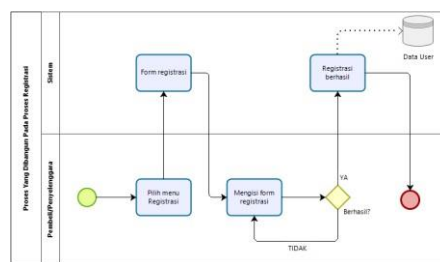 Proses Yang Dibangun Pada Proses Registrasi
Sistem
Pembeli/Penyelenggara
Form registrasi
Registrasi
berhasil
Data User
Pilih menu
Registrasi
Mengisi form
registrasi
YA
Berhasil?
TIDAK